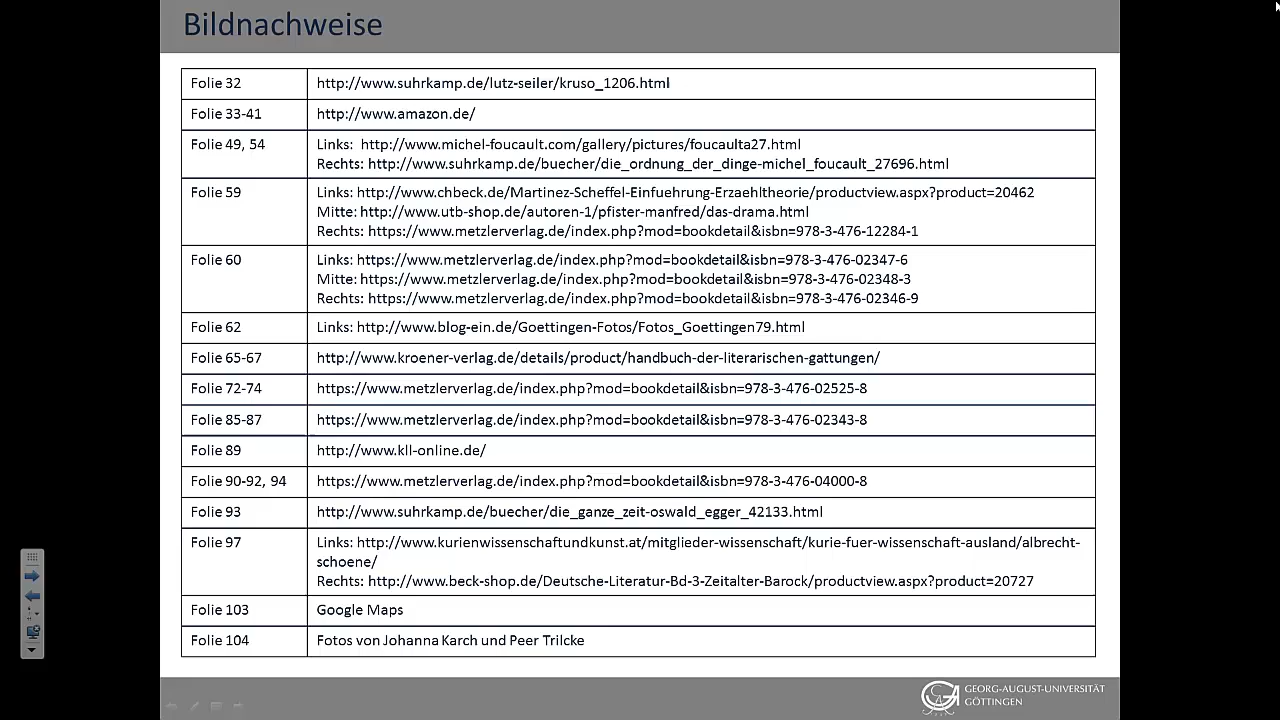 Bildnachweise
Folie 32 http://www.suhrkamp.de/lutz-seiler/kruso_1206.html
Folie 33-41 http://www.amazon.de/
Folie 49, 54 Links: http://www.michel-foucault.com/gallery/pictures/foucaulta27.html
Rechts: http://www.suhrkamp.de/buecher/die_ordnung_der_dinge-michel_foucault_27696.html
Folie 59 Links: http://www.chbeck.de/Martinez-Scheffel-Einfuehrung-Erzaehltheorie/productview.aspx?product=20462
Mitte: http://www.utb-shop.de/autoren-1/pfister-manfred/das-drama.html
Rechts: https://www.metzlerverlag.de/index.php?mod=bookdetail&isbn=978-3-476-12284-1
Folie 60 Links: https://www.metzlerverlag.de/index.php?mod=bookdetail&isbn=978-3-476-02347-6
Mitte: https://www.metzlerverlag.de/index.php?mod=bookdetail&isbn=978-3-476-02348-3
Rechts: https://www.metzlerverlag.de/index.php?mod=bookdetail&isbn=978-3-476-02346-9
Folie 62 Links: http://www.blog-ein.de/Goettingen-Fotos/Fotos_Goettingen79.html
Folie 65-67 http://www.kroener-verlag.de/details/product/handbuch-der-literarischen-gattungen/
Folie 72-74 https://www.metzlerverlag.de/index.php?mod=bookdetail&isbn=978-3-476-02525-8
Folie 85-87 https://www.metzlerverlag.de/index.php?mod=bookdetail&isbn=978-3-476-02343-8
Folie 89 http://www.kll-online.de/
Folie 90-92, 94 https://www.metzlerverlag.de/index.php?mod=bookdetail&isbn=978-3-476-04000-8
Folie 93 http://www.suhrkamp.de/buecher/die_ganze_zeit-oswald_egger_42133.html
Folie 97 Links: http://www.kurienwissenschaftundkunst.at/mitglieder-wissenschaft/kurie-fuer-wissenschaft-ausland/albrecht-
schoene/
Rechts: http://www.beck-shop.de/Deutsche-Literatur-Bd-3-Zeitalter-Barock/productview.aspx?product=20727
Folie 103 Google Maps
Folie 104 Fotos von Johanna Karch und Peer Trilcke
GEORG-AUGUST-UNIVERSITÄT
GÖTTINGEN